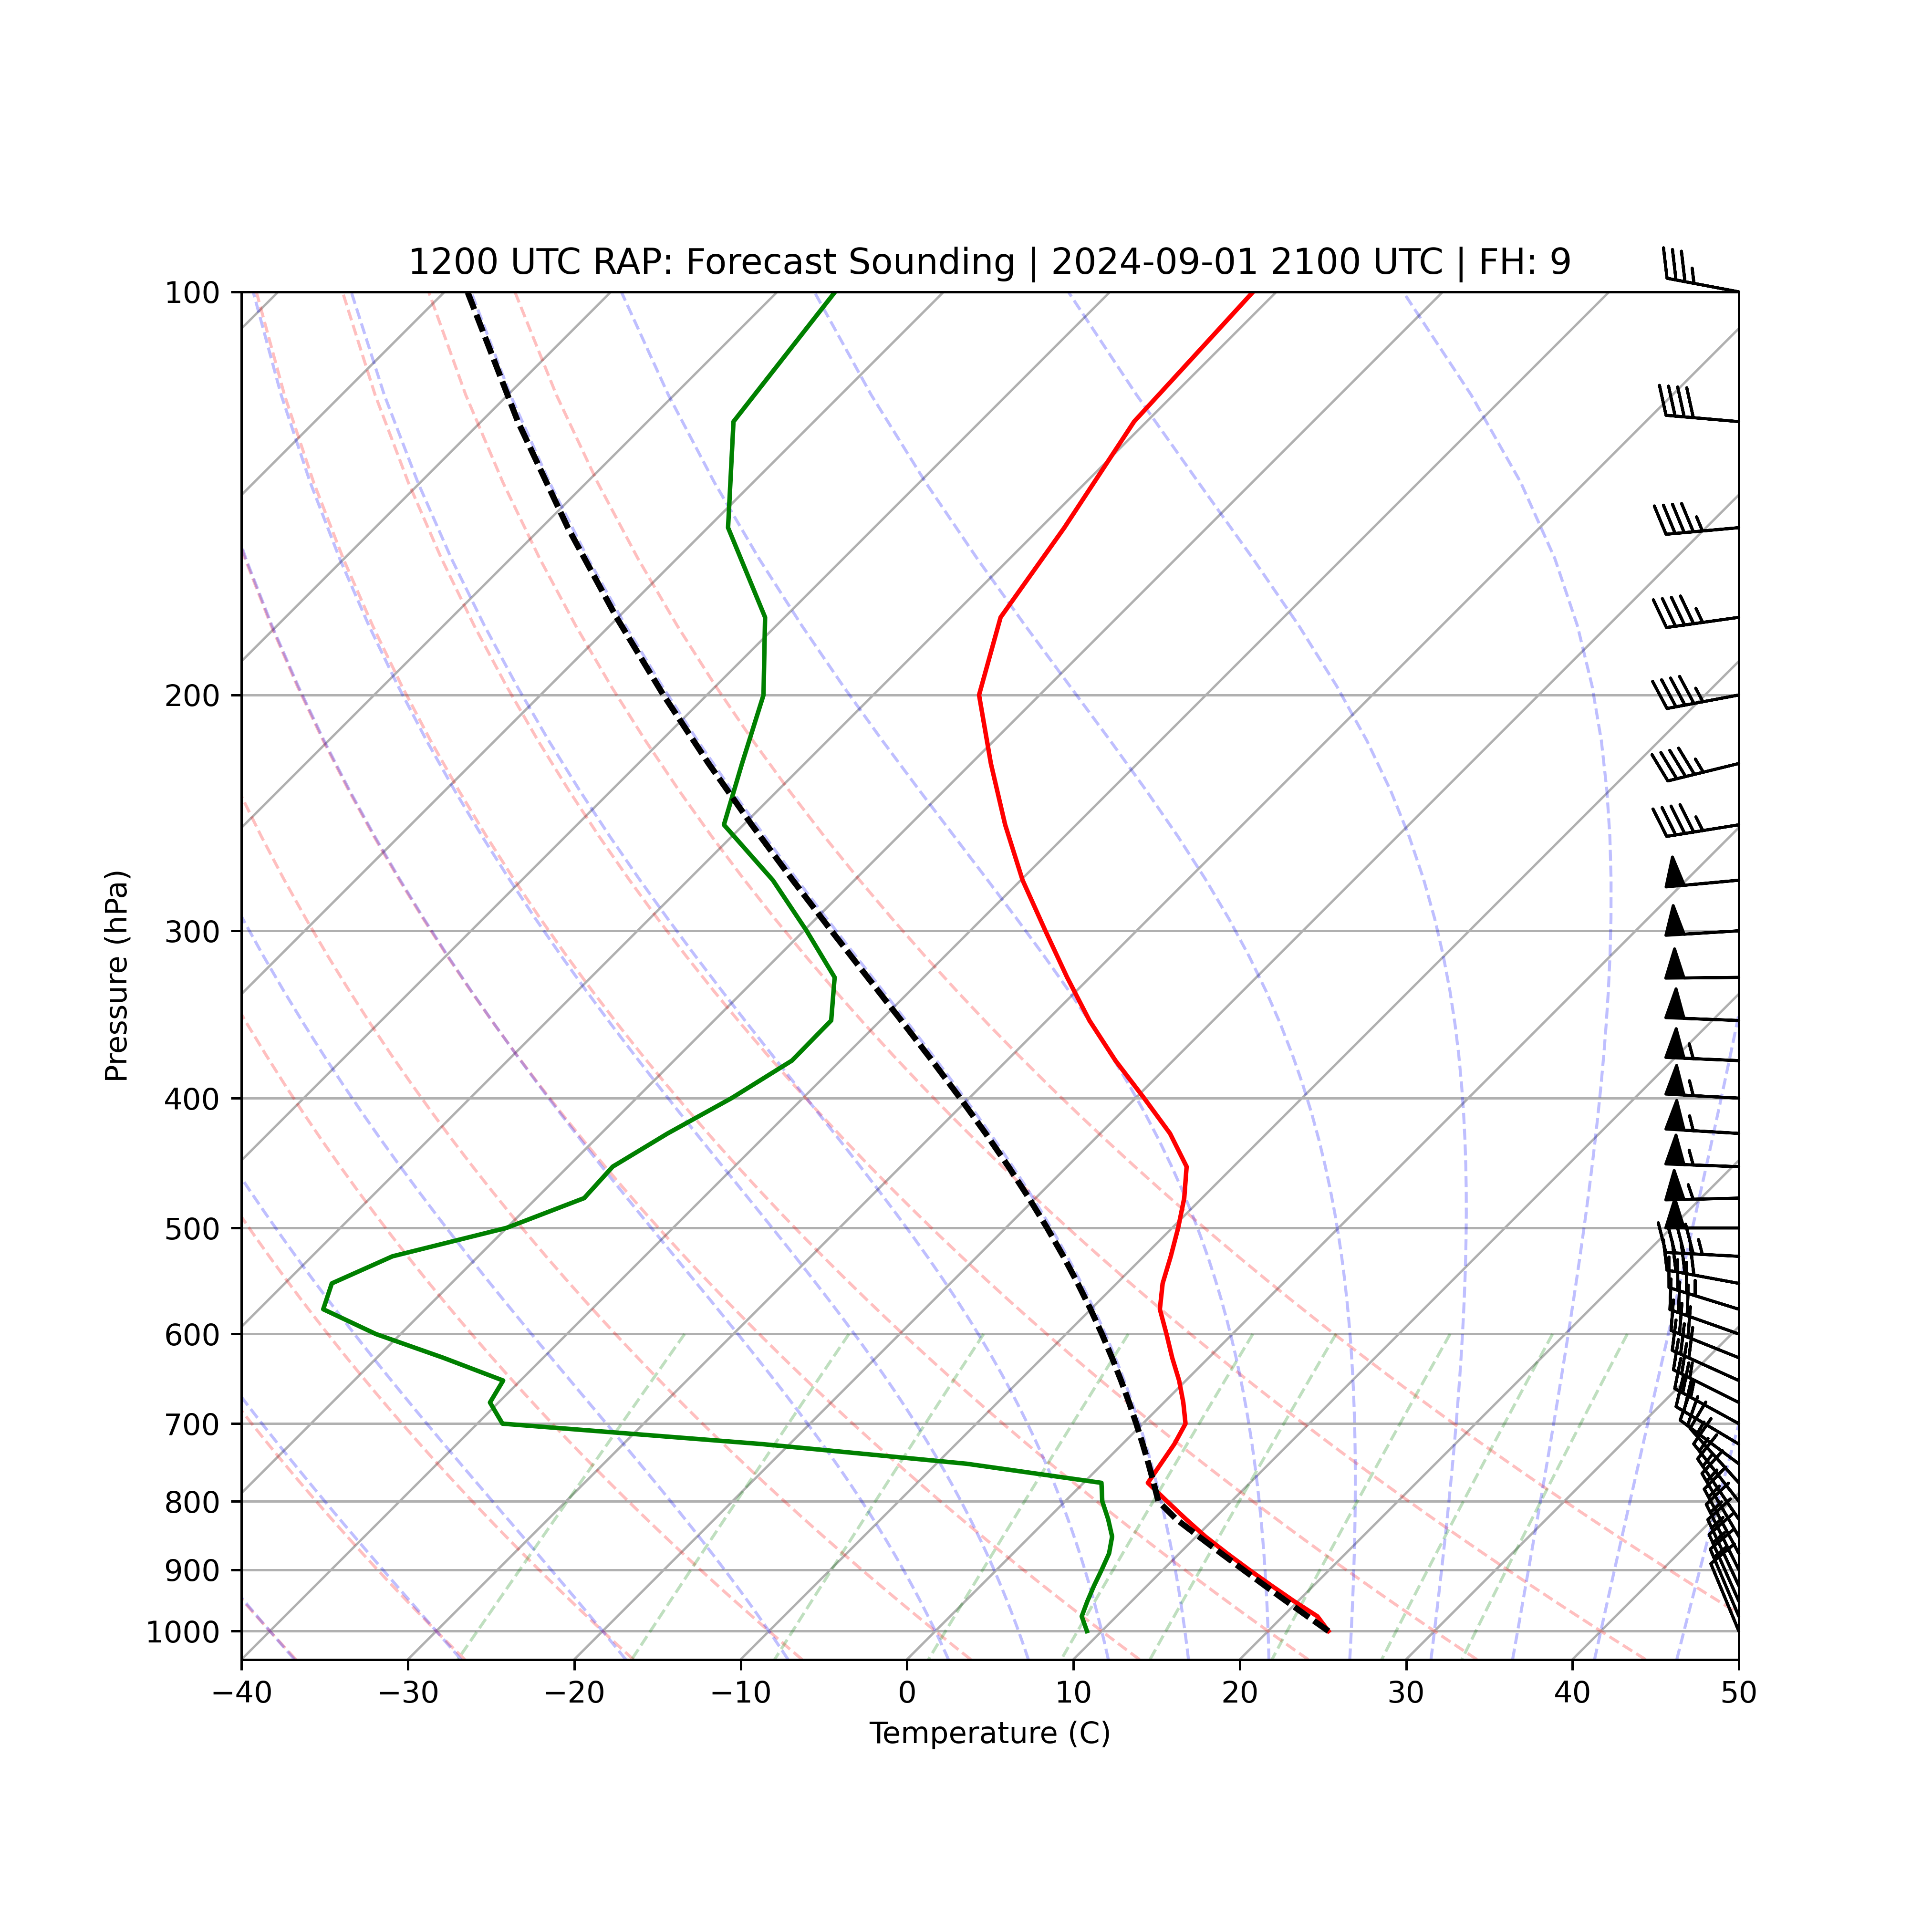 1200 UTC RAP: Forecast Sounding | 2024-09-01 2100 UTC | FH: 9
100
200
300
400
500
600
700
800
900
1000
Pressure (hPa)
−40 −30 −20 −10 0 10 20 30 40 50
Temperature (C)